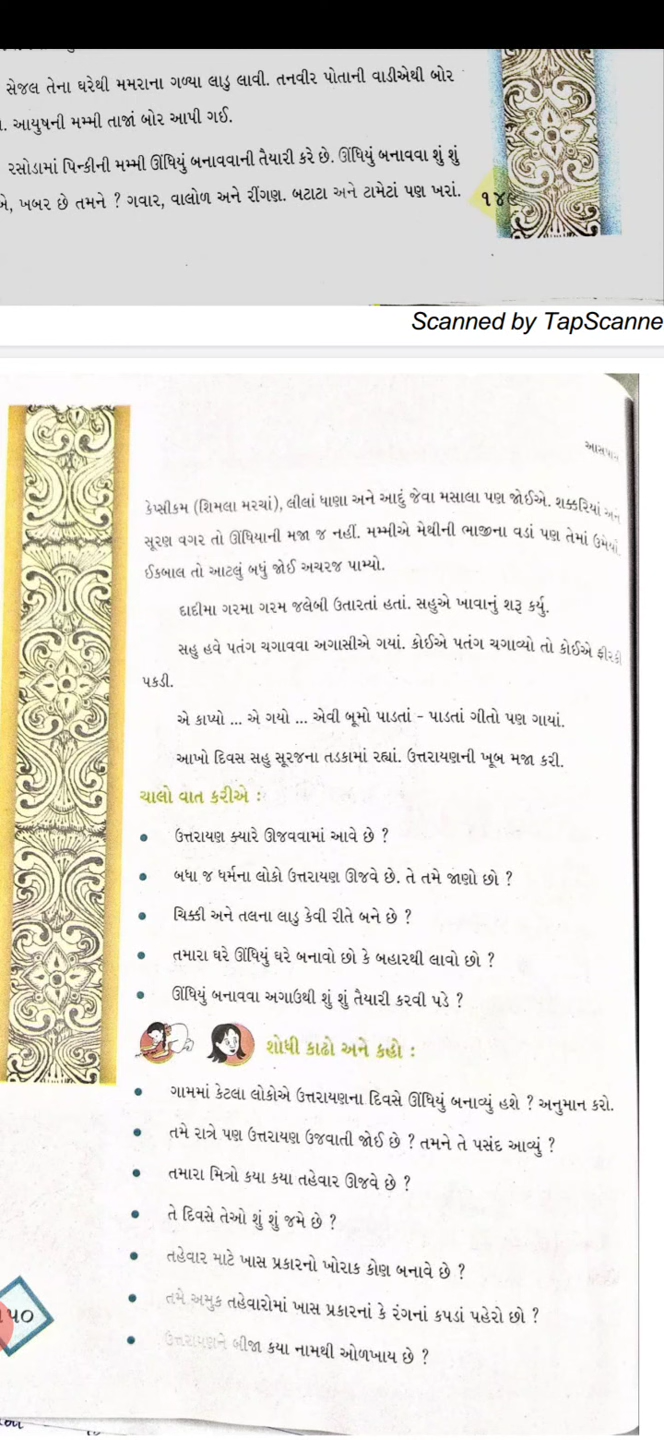 સેજલ તેના ઘરેથી મમરાના ગળ્યા લાડુ લાવી. તનવીર પોતાની વાડીએથી બોર
આયુષની મમ્મી તાજાં બોર આપી ગઈ.
રસોડામાં પિન્કીની મમ્મી ઊંધિયું બનાવવાની તૈયારી કરે છે. ઊંધિયું બનાવવા શું શું
ખબર છે તમને ? ગવાર, વાલોળ અને રીંગણ. બટાટા અને ટામેટાં પણ ખરાં.
૧૪૯
Scanned by TapScanne
આસપાસ
કેપ્સીકમ (શિમલા મરચાં), લીલાં ધાણા અને આદું જેવા મસાલા પણ જોઈએ. શક્કરિયાં અને
સૂરણ વગર તો ઊંધિયાની મજા જ નહીં. મમ્મીએ મેથીની ભાજીના વડાં પણ તેમાં ઉમેર્યાં.
ઈકબાલ તો આટલું બધું જોઈ અચરજ પામ્યો.
દાદીમા ગરમા ગરમ જલેબી ઉતારતાં હતાં. સહુએ ખાવાનું શરૂ કર્યુ.
સહુ હવે પતંગ ચગાવવા અગાસીએ ગયાં. કોઈએ પતંગ ચગાવ્યો તો કોઈએ ફીરકી
પકડી.
એ કાપ્યો ... એ ગયો ... એવી બૂમો પાડતાં - પાડતાં ગીતો પણ ગાયાં.
આખો દિવસ સહુ સૂરજના તડકામાં રહ્યાં. ઉત્તરાયણની ખૂબ મજા કરી.
ચાલો વાત કરીએ :
• ઉત્તરાયણ ક્યારે ઊજવવામાં આવે છે ?
• બધા જ ધર્મના લોકો ઉત્તરાયણ ઊજવે છે. તે તમે જાણો છો ?
• ચિક્કી અને તલના લાડુ કેવી રીતે બને છે ?
• તમારા ઘરે ઊંધિયું ઘરે બનાવો છો કે બહારથી લાવો છો ?
• ઊંધિયું બનાવવા અગાઉથી શું શું તૈયારી કરવી પડે ?
શોધી કાઢો અને કહો :
• ગામમાં કેટલા લોકોએ ઉત્તરાયણના દિવસે ઊંધિયું બનાવ્યું હશે ? અનુમાન કરો.
• તમે રાત્રે પણ ઉત્તરાયણ ઉજવાતી જોઈ છે ? તમને તે પસંદ આવ્યું ?
• તમારા મિત્રો કયા કયા તહેવાર ઊજવે છે ?
• તે દિવસે તેઓ શું શું જમે છે ?
• તહેવાર માટે ખાસ પ્રકારનો ખોરાક કોણ બનાવે છે ?
• તમે અમુક તહેવારોમાં ખાસ પ્રકારનાં કે રંગનાં કપડાં પહેરો છો ?
• ઉત્તરાયણને બીજા કયા નામથી ઓળખાય છે ?
૧૫૦